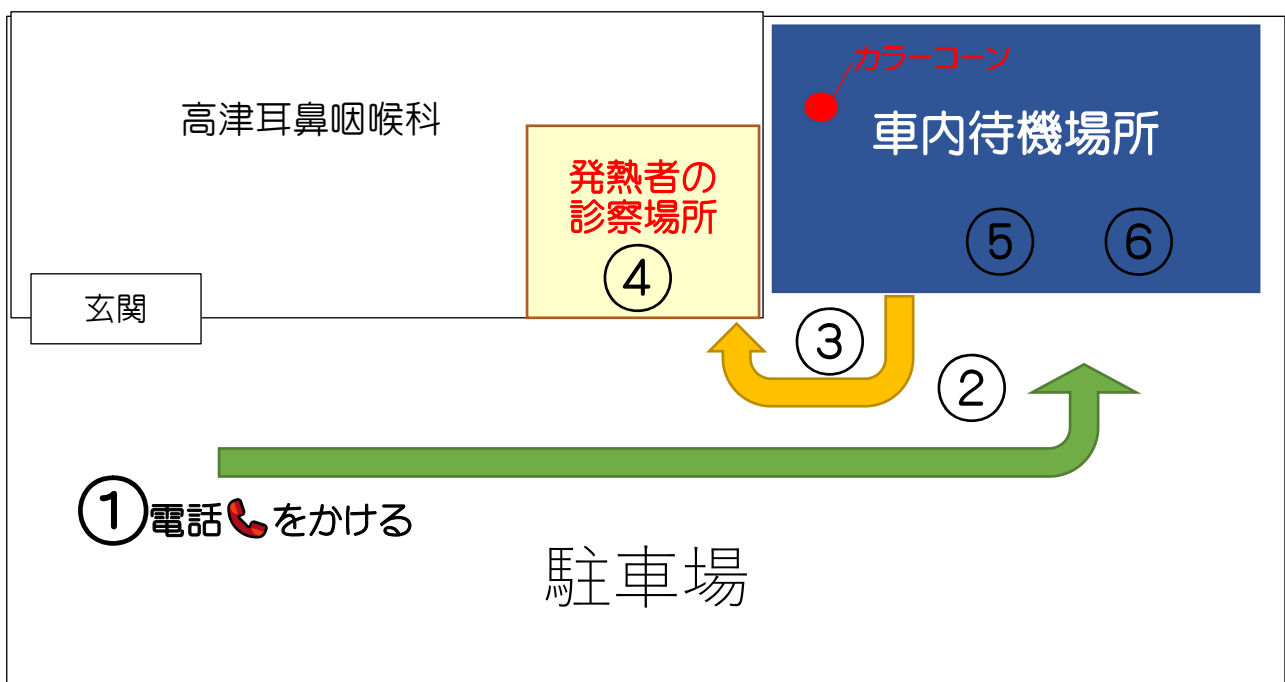 高津耳鼻咽喉科
カラーコーン
車内待機場所
発熱者の
診察場所
④
⑤
⑥
玄関
③
②
①電話📞をかける
駐車場